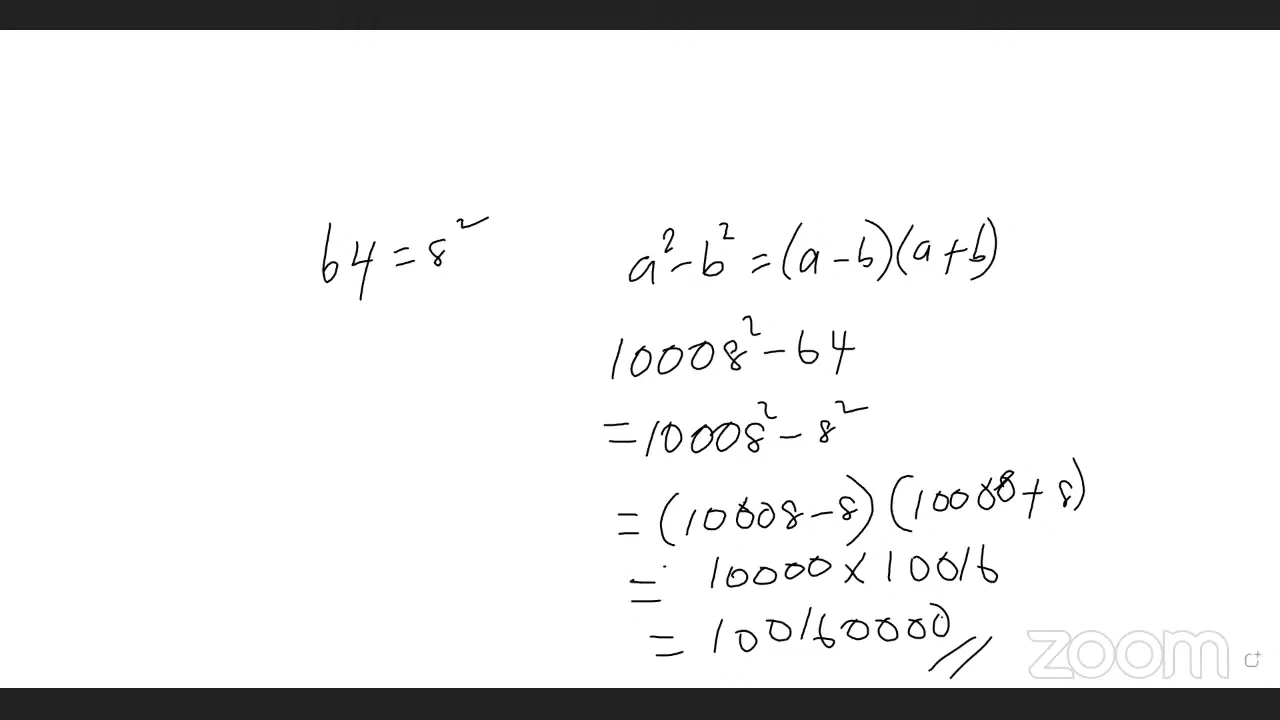 64 = 8²
a² - b² = (a - b)(a + b)
10008² - 64
= 10008² - 8²
= (10008 - 8) (10008 + 8)
= 10000 × 10016
= 100160000 //
zoom